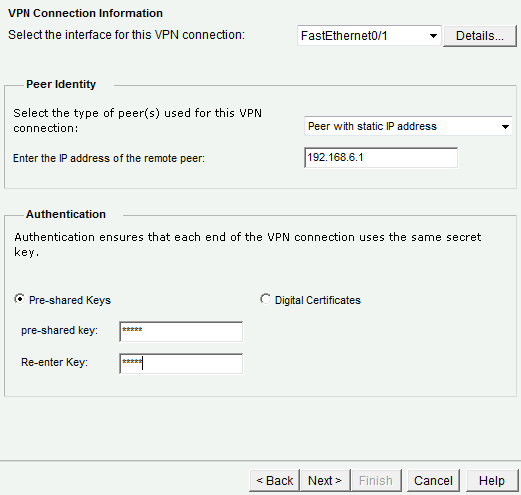 VPN Connection Information
Select the interface for this VPN connection: FastEthernet0/1 Details...
Peer Identity
Select the type of peer(s) used for this VPN
connection: Peer with static IP address
Enter the IP address of the remote peer: 192.168.6.1
Authentication
Authentication ensures that each end of the VPN connection uses the same secret
key.
Pre-shared Keys Digital Certificates
pre-shared key: *****
Re-enter Key: *****
< Back Next > Finish Cancel Help